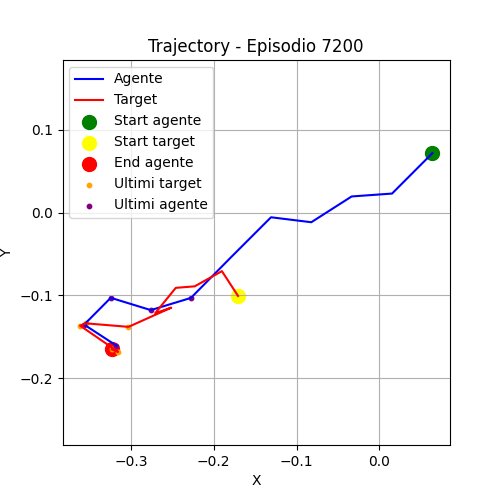 Trajectory - Episodio 7200
Agente
Target
Start agente
Start target
End agente
Ultimi target
Ultimi agente
0.1
0.0
−0.1
−0.2
Y
−0.3
−0.2
−0.1
0.0
X